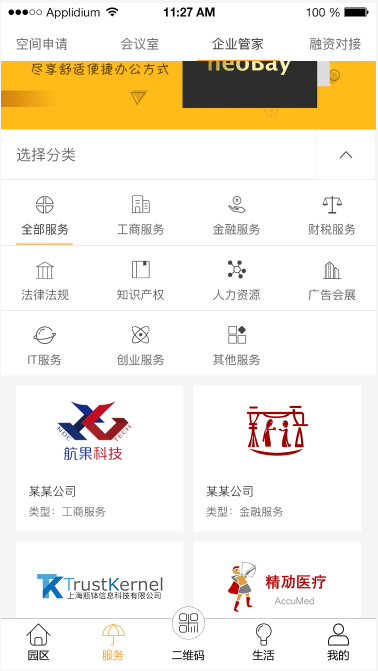 Applidium 11:27 AM 100 %
空间申请 会议室 企业管家 融资对接
尽享舒适便捷办公方式
neoBay
选择分类
全部服务 工商服务 金融服务 财税服务
法律法规 知识产权 人力资源 广告会展
IT服务 创业服务 其他服务
NUC TECH
航果科技
某某公司 某某公司
类型：工商服务 类型：金融服务
TrustKernel 精劢医疗
上海瓶钵信息科技有限公司 AccuMed
园区 服务 二维码 生活 我的